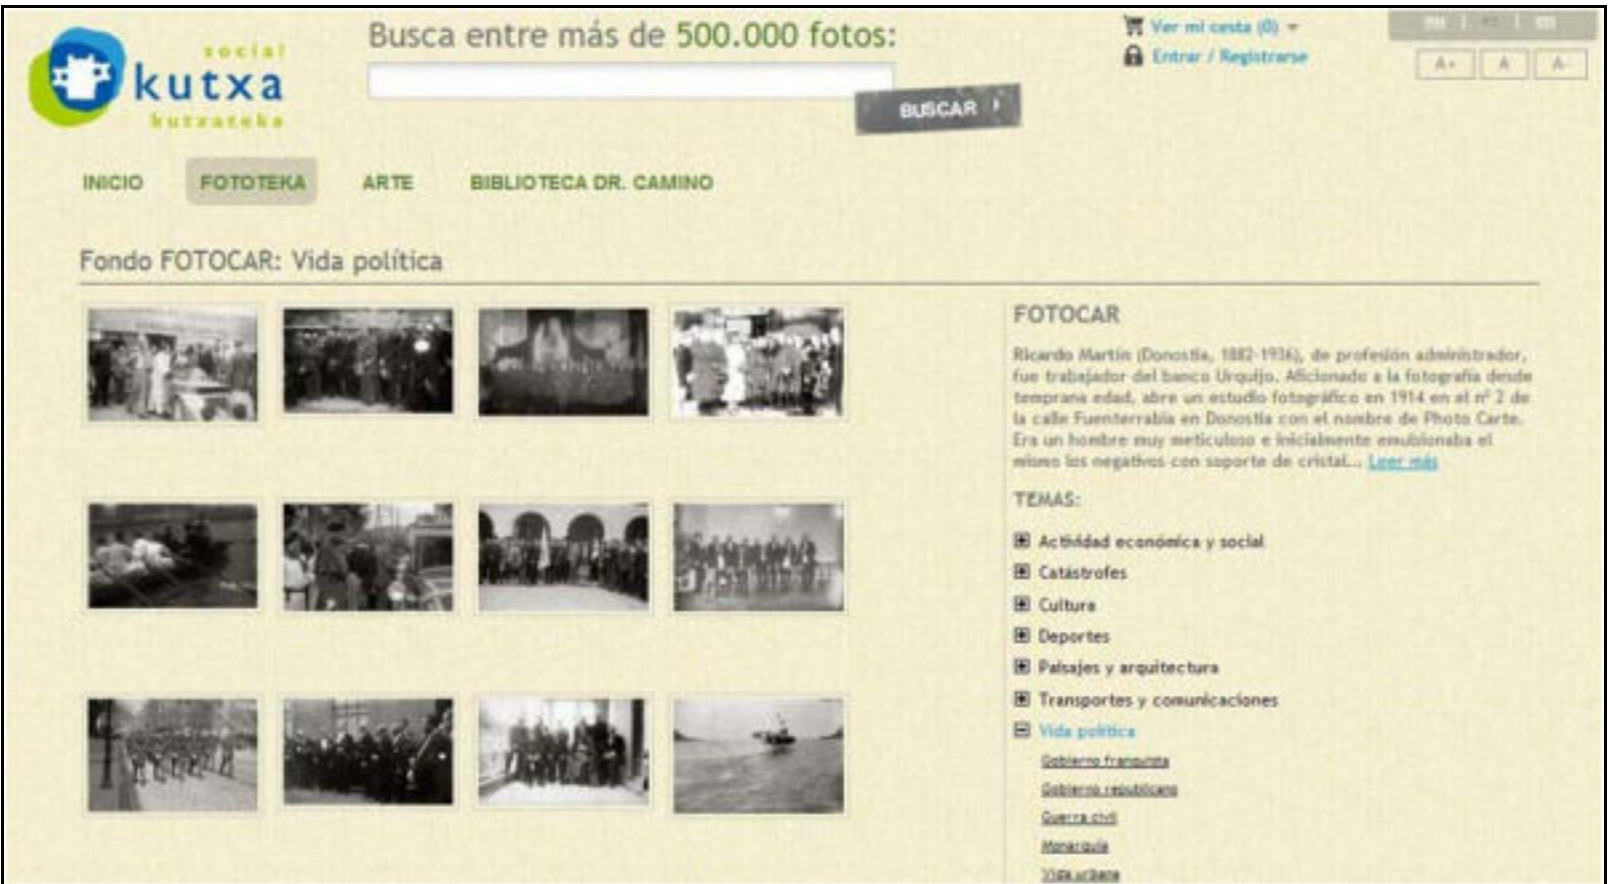 social
kutxa
kutxateka
Busca entre más de 500.000 fotos:
BUSCAR
Ver mi cesta (0)
Entrar / Registrarse
A+ A A-
INICIO FOTOTEKA ARTE BIBLIOTECA DR. CAMINO
Fondo FOTOCAR: Vida política
FOTOCAR
Ricardo Martín (Donostia, 1882-1936), de profesión administrador,
fue trabajador del banco Urquijo. Aficionado a la fotografía desde
temprana edad, abre un estudio fotográfico en 1914 en el nº 2 de
la calle Fuenterrabia en Donostia con el nombre de Photo Carte.
Era un hombre muy meticuloso e inicialmente emulsionaba el
mismo los negativos con soporte de cristal... Leer más
TEMAS:
Actividad económica y social
Catástrofes
Cultura
Deportes
Paisajes y arquitectura
Transportes y comunicaciones
Vida política
Gobierno franquista
Gobierno republicano
Guerra civil
Monarquía
Vida urbana